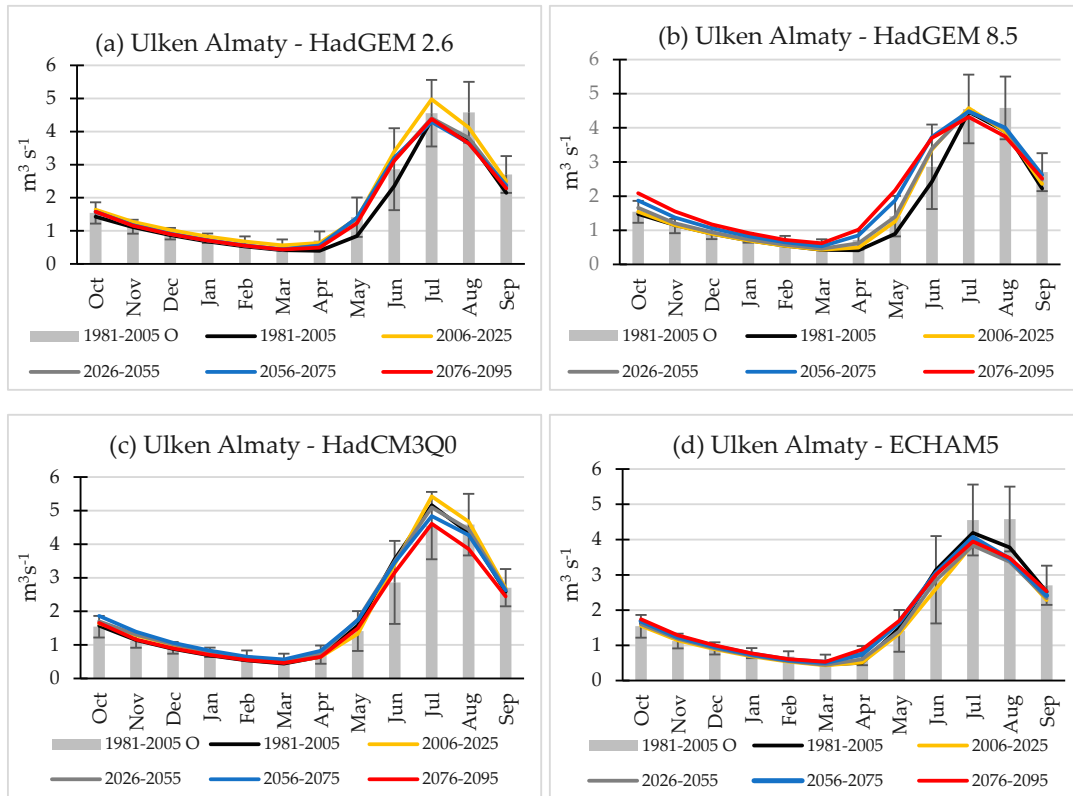 (a) Ulken Almaty - HadGEM 2.6
m³ s⁻¹
6
5
4
3
2
1
0
Oct Nov Dec Jan Feb Mar Apr May Jun Jul Aug Sep
1981-2005 O 1981-2005 2006-2025
2026-2055 2056-2075 2076-2095
(b) Ulken Almaty - HadGEM 8.5
m³ s⁻¹
6
5
4
3
2
1
0
Oct Nov Dec Jan Feb Mar Apr May Jun Jul Aug Sep
1981-2005 O 1981-2005 2006-2025
2026-2055 2056-2075 2076-2095
(c) Ulken Almaty - HadCM3Q0
m³s⁻¹
6
5
4
3
2
1
0
Oct Nov Dec Jan Feb Mar Apr May Jun Jul Aug Sep
1981-2005 O 1981-2005 2006-2025
2026-2055 2056-2075 2076-2095
(d) Ulken Almaty - ECHAM5
m³ s⁻¹
6
5
4
3
2
1
0
Oct Nov Dec Jan Feb Mar Apr May Jun Jul Aug Sep
1981-2005 O 1981-2005 2006-2025
2026-2055 2056-2075 2076-2095